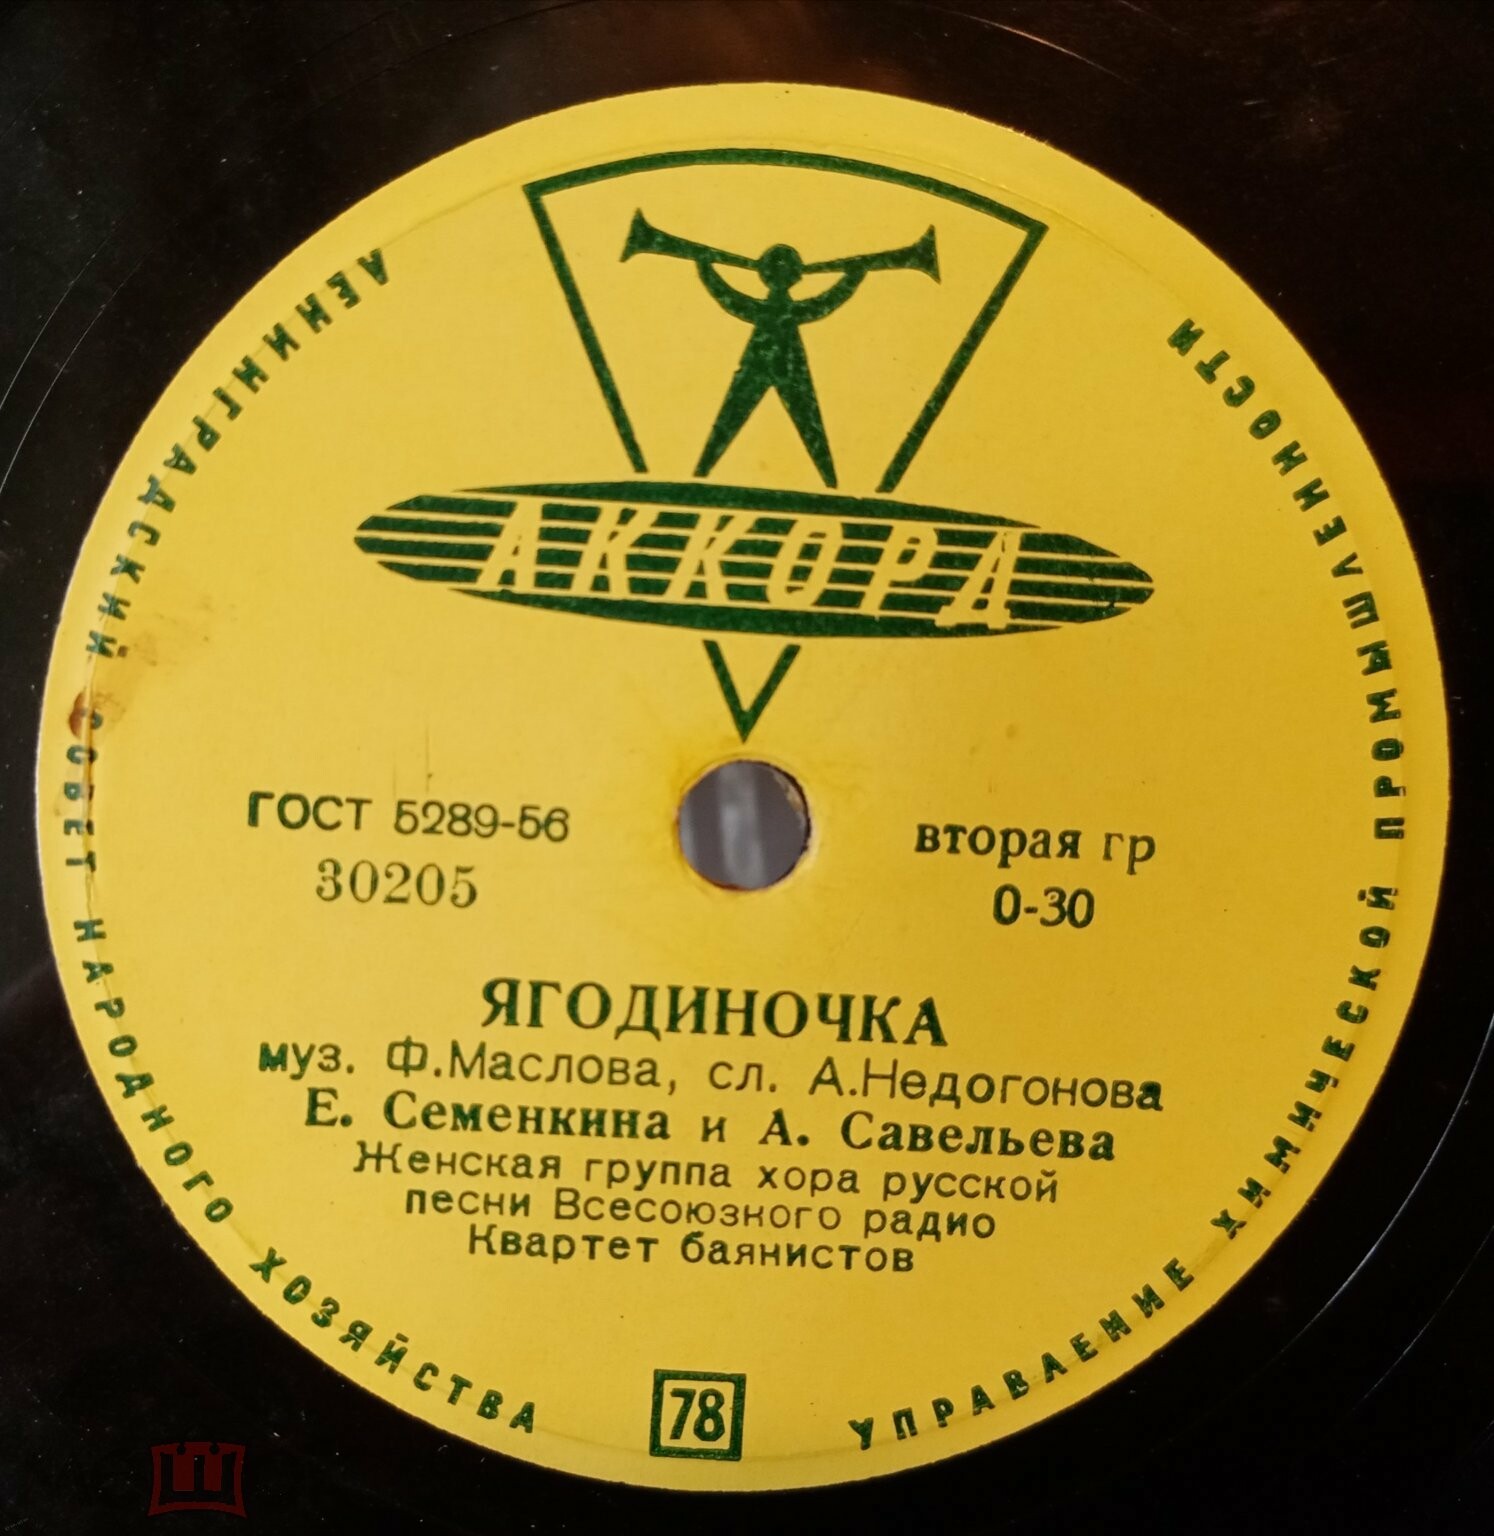 ЛЕНИНГРАДСКИЙ СОВЕТ НАРОДНОГО ХОЗЯЙСТВА
УПРАВЛЕНИЕ ХИМИЧЕСКОЙ ПРОМЫШЛЕННОСТИ
АККОРД
ГОСТ 5289-56
30205
вторая гр
0-30
ЯГОДИНОЧКА
муз. Ф.Маслова, сл. А.Недогонова
Е. Семенкина и А. Савельева
Женская группа хора русской
песни Всесоюзного радио
Квартет баянистов
78